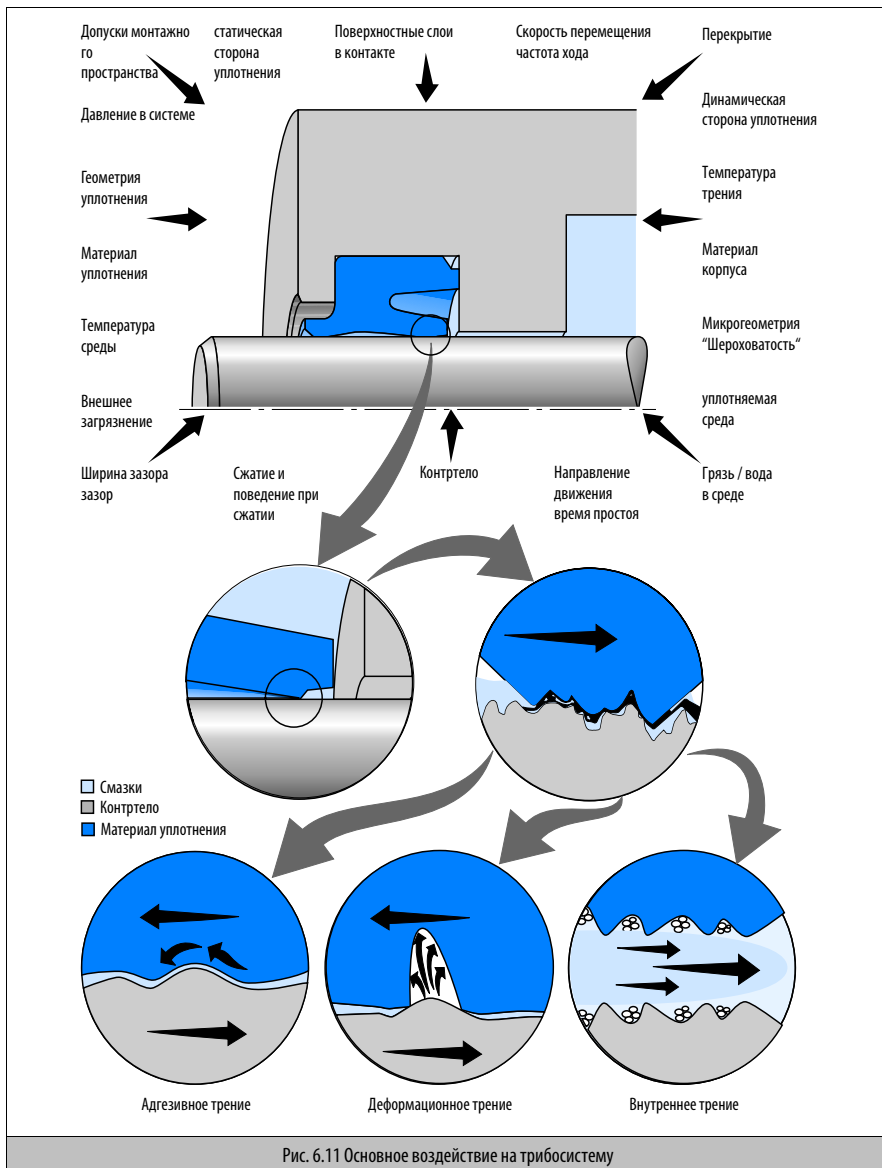 Допуски монтажно
го
пространства
статическая
сторона
уплотнения
Поверхностные слои
в контакте
Скорость перемещения
частота хода
Перекрытие
Давление в системе
Динамическая
сторона уплотнения
Геометрия
уплотнения
Температура
трения
Материал
уплотнения
Материал
корпуса
Температура
среды
Микрогеометрия
“Шероховатость“
Внешнее
загрязнение
уплотняемая
среда
Ширина зазора
зазор
Сжатие и
поведение при
сжатии
Контртело
Направление
движения
время простоя
Грязь / вода
в среде
Смазки
Контртело
Материал уплотнения
Адгезивное трение
Деформационное трение
Внутреннее трение
Рис. 6.11 Основное воздействие на трибосистему